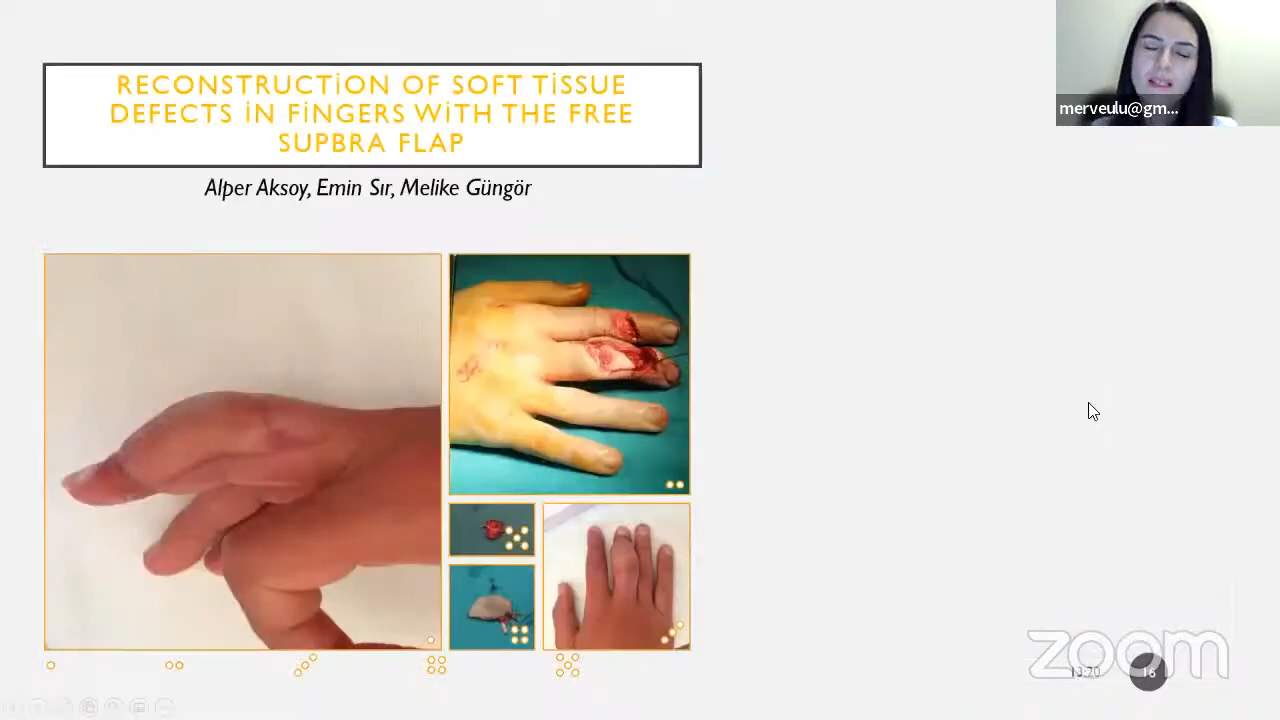 RECONSTRUCTİON OF SOFT TİSSUE
DEFECTS İN FİNGERS WİTH THE FREE
SUPBRA FLAP
Alper Aksoy, Emin Sır, Melike Güngör
merveulu@gm...
zoom
16